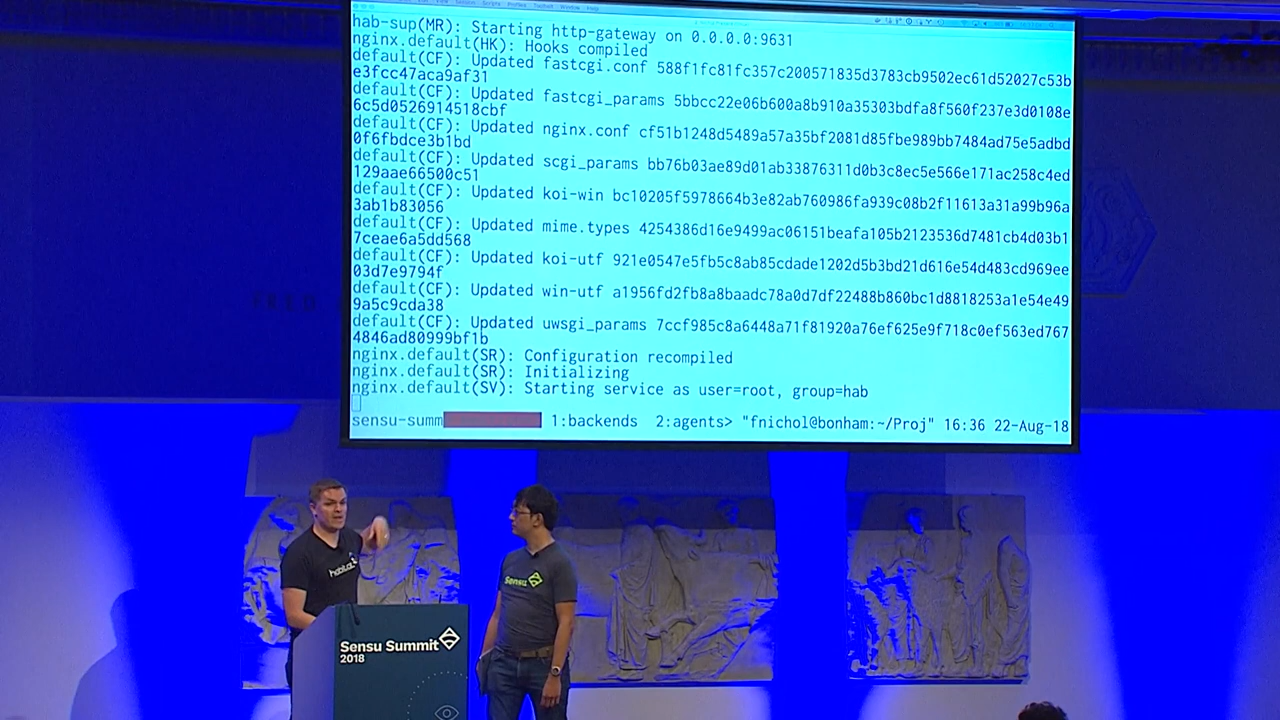 hab-sup(MR): Starting http-gateway on 0.0.0.0:9631
nginx.default(HK): Hooks compiled
default(CF): Updated fastcgi.conf 588f1fc81fc357c200571835d3783cb9502ec61d52027c53b
e3fcc47aca9af31
default(CF): Updated fastcgi_params 5bbcc22e06b600a8b910a35303bdfa8f560f237e3d0108e
6c5d0526914518cbf
default(CF): Updated nginx.conf cf51b1248d5489a57a35bf2081d85fbe989bb7484ad75e5adbd
0f6fbdce3b1bd
default(CF): Updated scgi_params bb76b03ae89d01ab33876311d0b3c8ec5e566e171ac258c4ed
129aae66500c51
default(CF): Updated koi-win bc10205f5978664b3e82ab760986fa939c08b2f11613a31a99b96a
3ab1b83056
default(CF): Updated mime.types 4254386d16e9499ac06151beafa105b2123536d7481cb4d03b1
7ceae6a5dd568
default(CF): Updated koi-utf 921e0547e5fb5c8ab85cdade1202d5b3bd21d616e54d483cd969ee
03d7e9794f
default(CF): Updated win-utf a1956fd2fb8a8baadc78a0d7df22488b860bc1d8818253a1e54e49
9a5c9cda38
default(CF): Updated uwsgi_params 7ccf985c8a6448a71f81920a76ef625e9f718c0ef563ed767
4846ad80999bf1b
nginx.default(SR): Configuration recompiled
nginx.default(SR): Initializing
nginx.default(SV): Starting service as user=root, group=hab
sensu-summ 1:backends 2:agents> "fnichol@bonham:~/Proj" 16:36 22-Aug-18
habitat
Sensu
Sensu Summit
2018